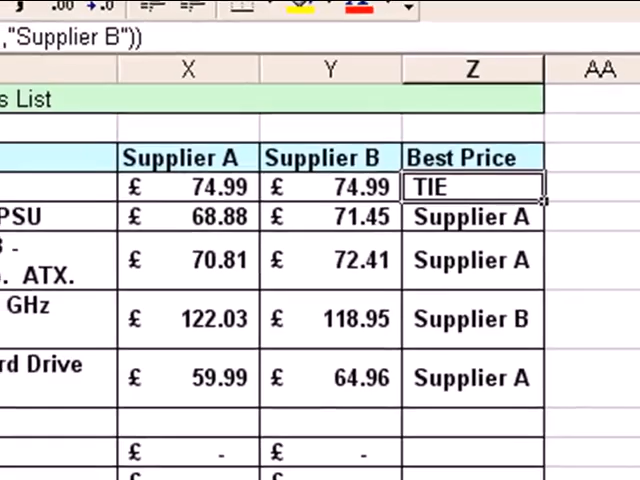 ,"Supplier B"))
X Y Z AA
s List
Supplier A Supplier B Best Price
£ 74.99 £ 74.99 TIE
PSU £ 68.88 £ 71.45 Supplier A
-
. ATX. £ 70.81 £ 72.41 Supplier A
GHz
£ 122.03 £ 118.95 Supplier B
rd Drive
£ 59.99 £ 64.96 Supplier A
£ - £ -